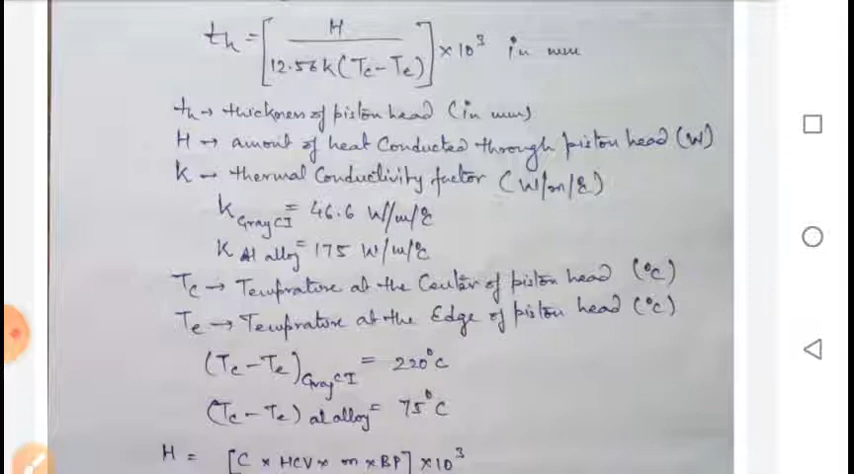 th = [ H / 12.56 k (Tc - Te) ] × 10³ in mm
th → thickness of piston head (in mm)
H → amount of heat Conducted through piston head (W)
k → thermal Conductivity factor (W/m/°c)
k Gray CI = 46.6 W/m/°c
k Al alloy = 175 W/m/°c
Tc → Temprature at the Center of piston head (°c)
Te → Temprature at the Edge of piston head (°c)
(Tc - Te) Gray CI = 220°C
(Tc - Te) al alloy = 75°C
H = [C × HCV × m × BP] × 10³